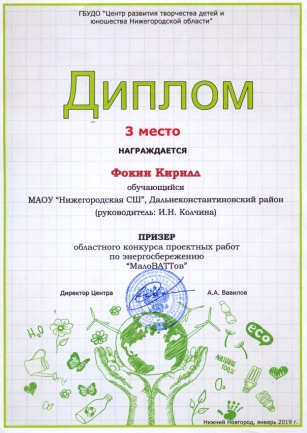 ГБУДО "Центр развития творчества детей и
юношества Нижегородской области"
Диплом
3 место
НАГРАЖДАЕТСЯ
Фокин Кирилл
обучающийся
МАОУ "Нижегородская СШ", Дальнеконстантиновский район
(руководитель: И.Н. Колчина)
ПРИЗЕР
областного конкурса проектных работ
по энергосбережению
"МалоВАТТов"
Директор Центра
А.А. Вавилов
H₂O
eco
O₂
Нижний Новгород, январь 2019 г.